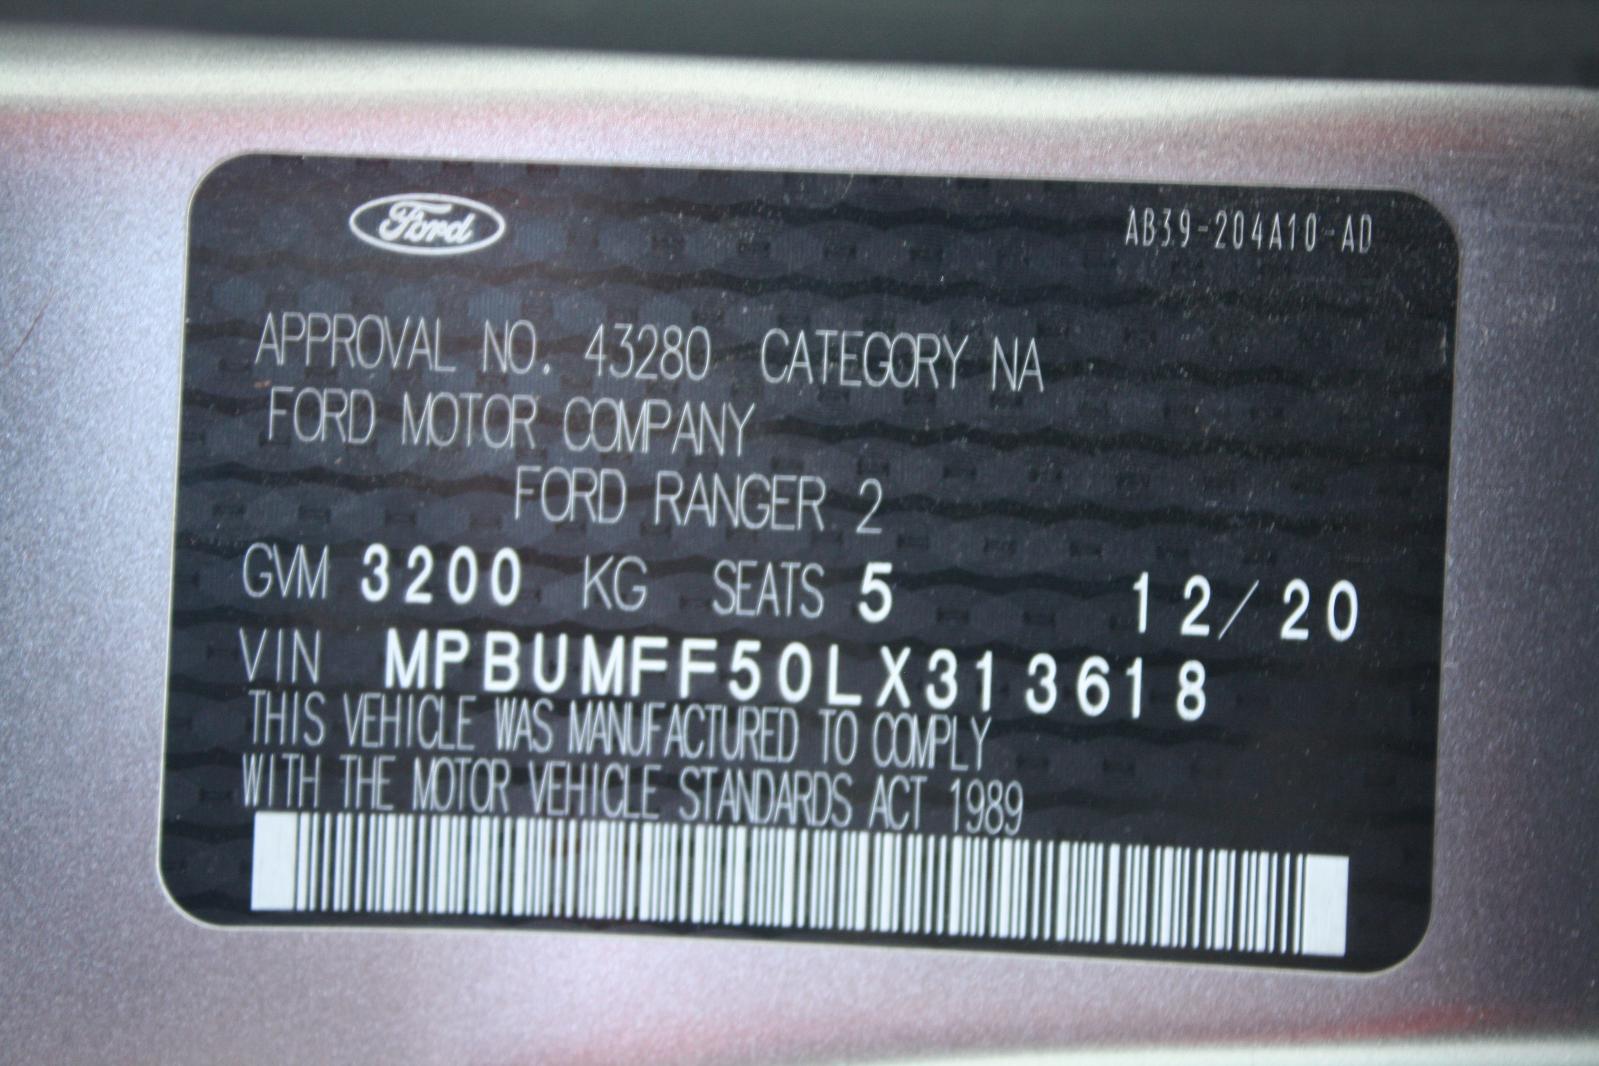 Ford
AB39-204A10-AD
APPROVAL NO. 43280 CATEGORY NA
FORD MOTOR COMPANY
FORD RANGER 2
GVM 3200 KG SEATS 5 12/20
VIN MPBUMFF50LX313618
THIS VEHICLE WAS MANUFACTURED TO COMPLY
WITH THE MOTOR VEHICLE STANDARDS ACT 1989